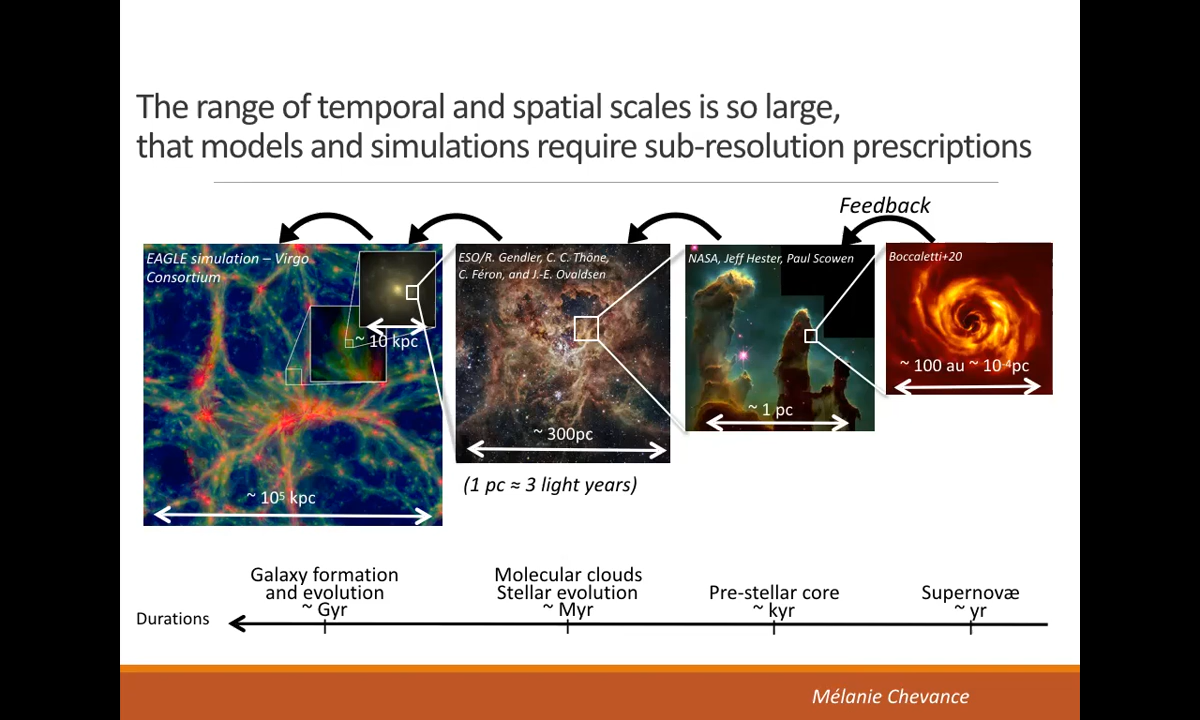 The range of temporal and spatial scales is so large,
that models and simulations require sub-resolution prescriptions
Feedback
EAGLE simulation – Virgo
Consortium
~ 10 kpc
~ 10⁵ kpc
ESO/R. Gendler, C. C. Thöne,
C. Féron, and J.-E. Ovaldsen
~ 300pc
(1 pc ≈ 3 light years)
NASA, Jeff Hester, Paul Scowen
~ 1 pc
Boccaletti+20
~ 100 au ~ 10⁻⁴pc
Galaxy formation
and evolution
~ Gyr
Molecular clouds
Stellar evolution
~ Myr
Pre-stellar core
~ kyr
Supernovæ
~ yr
Durations
Mélanie Chevance